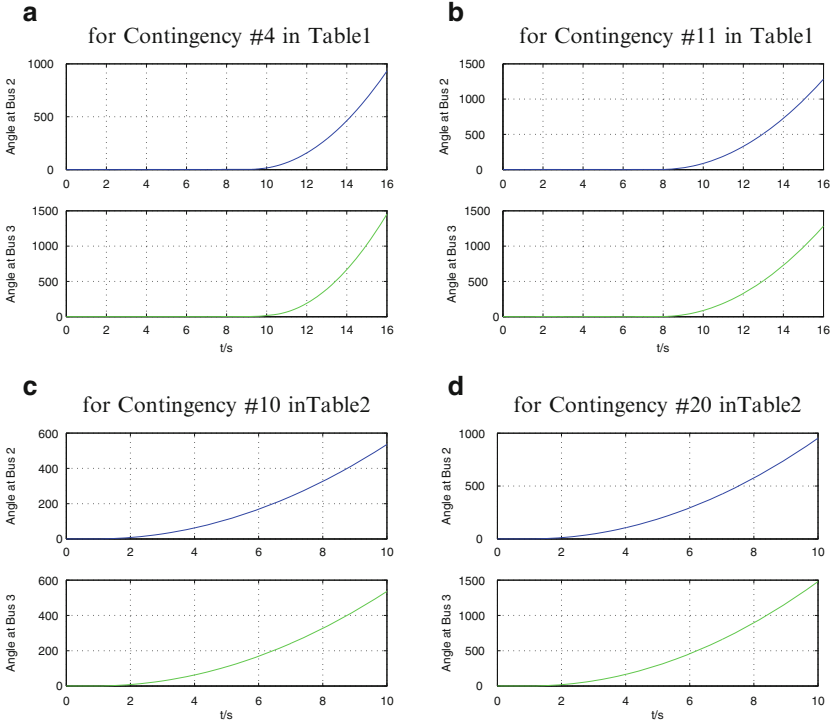 a
for Contingency #4 in Table1
Angle at Bus 2
1000
500
0
0 2 4 6 8 10 12 14 16
Angle at Bus 3
1500
1000
500
0
0 2 4 6 8 10 12 14 16
t/s
b
for Contingency #11 in Table1
Angle at Bus 2
1500
1000
500
0
0 2 4 6 8 10 12 14 16
Angle at Bus 3
1500
1000
500
0
0 2 4 6 8 10 12 14 16
t/s
c
for Contingency #10 inTable2
Angle at Bus 2
600
400
200
0
0 2 4 6 8 10
Angle at Bus 3
600
400
200
0
0 2 4 6 8 10
t/s
d
for Contingency #20 inTable2
Angle at Bus 2
1000
500
0
0 2 4 6 8 10
Angle at Bus 3
1500
1000
500
0
0 2 4 6 8 10
t/s